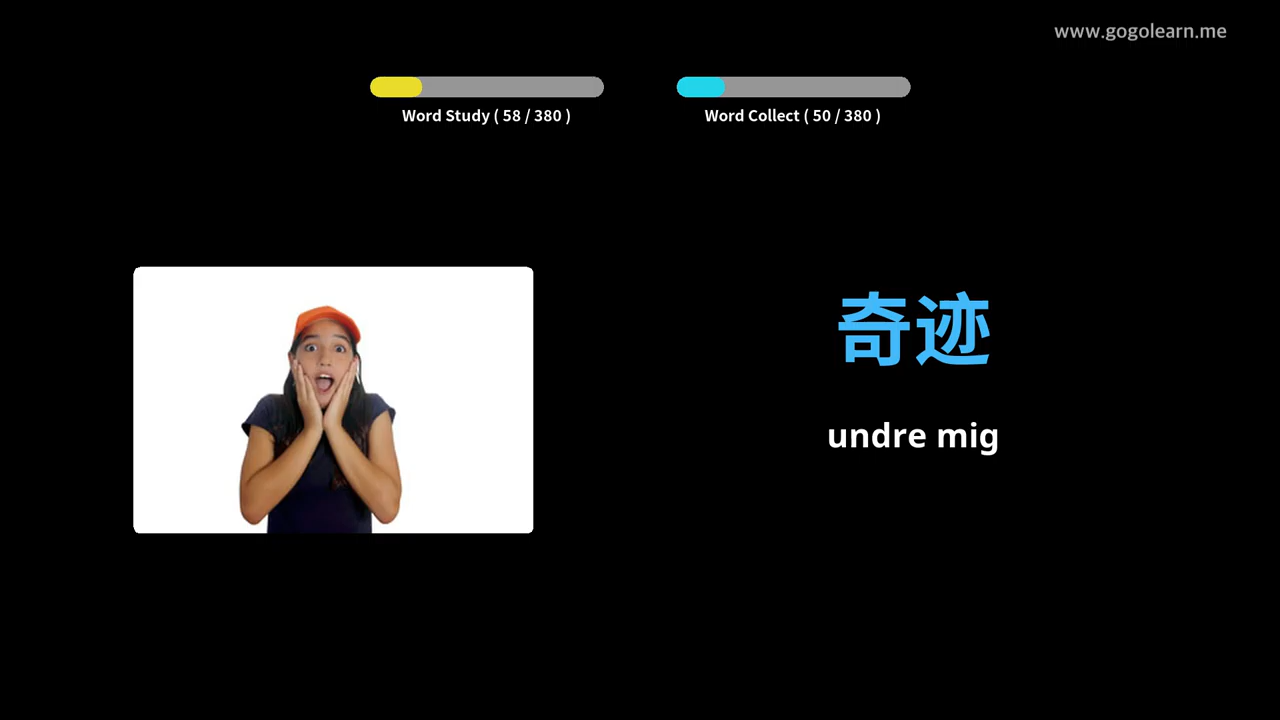 www.gogolearn.me
Word Study ( 58 / 380 )
Word Collect ( 50 / 380 )
奇迹
undre mig